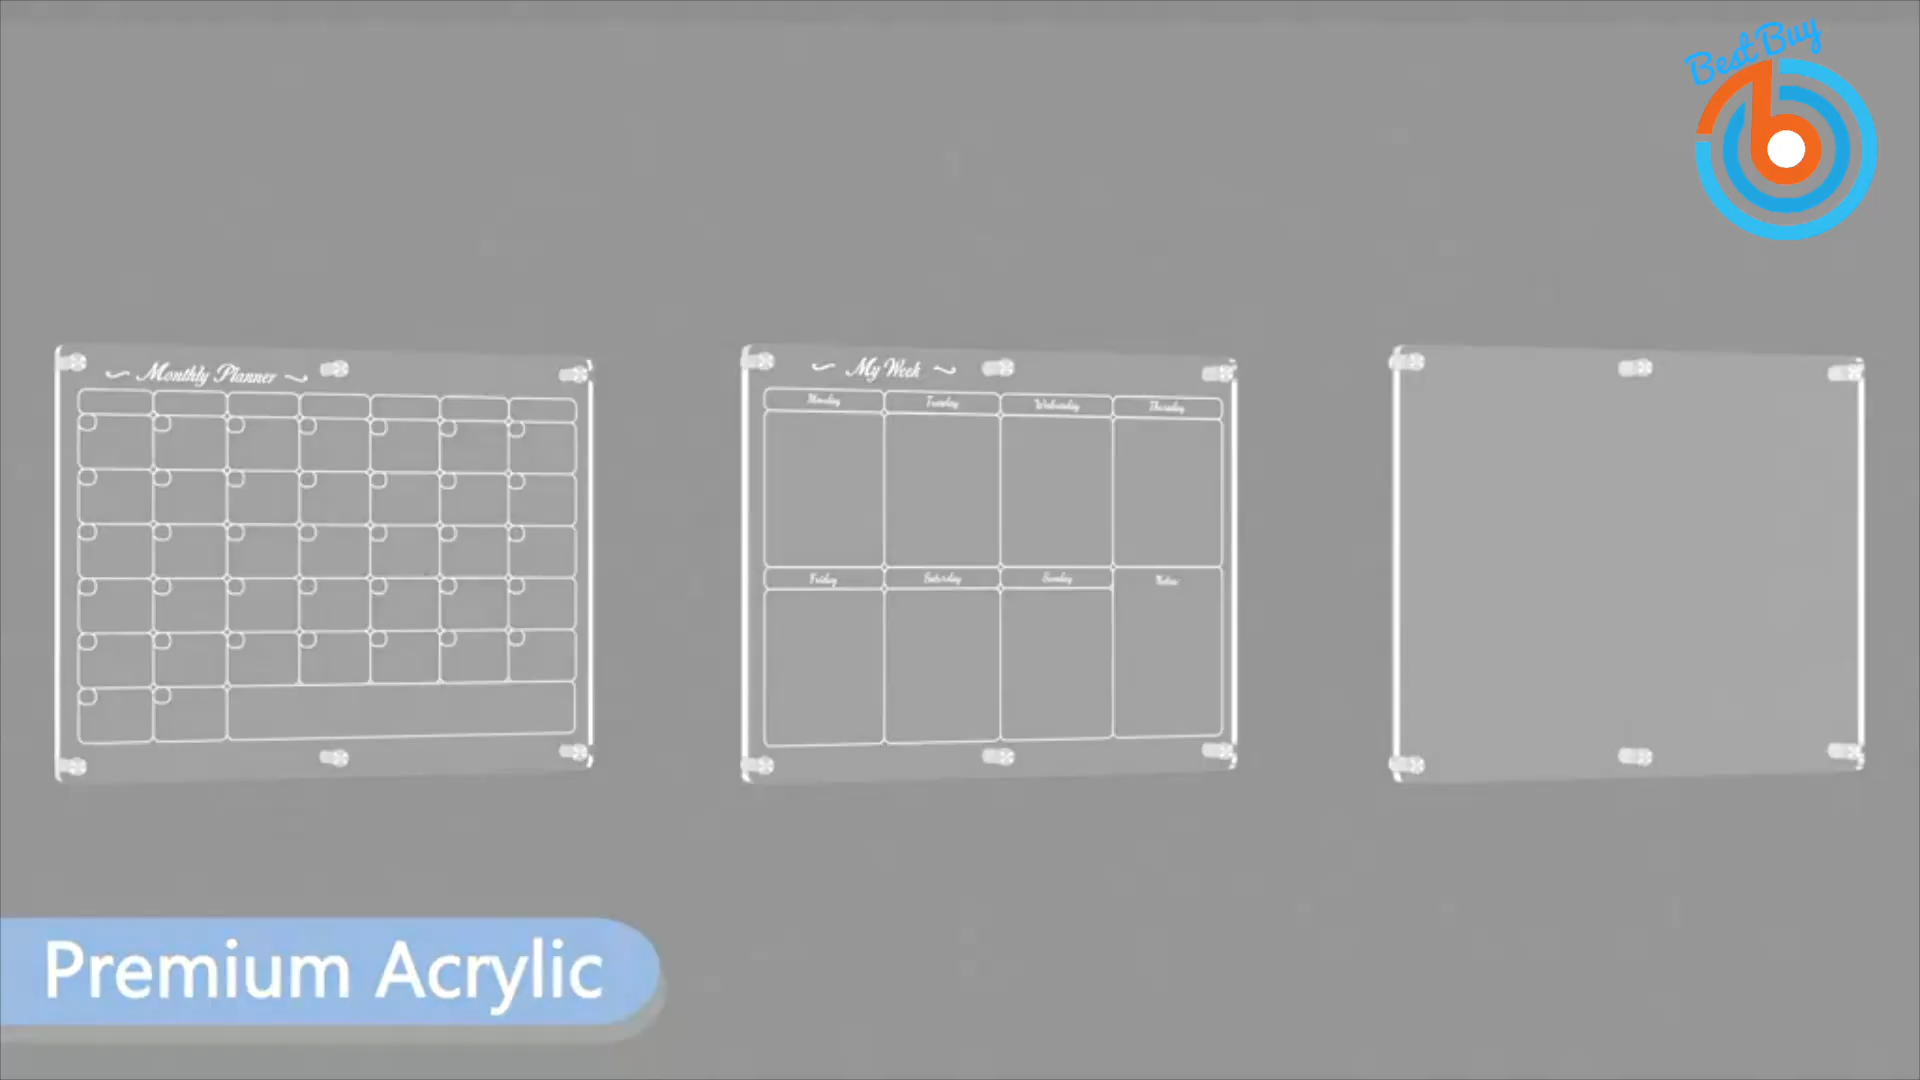 Best Buy
Monthly Planner
My Week
Monday Tuesday Wednesday Thursday
Friday Saturday Sunday Notes
Premium Acrylic